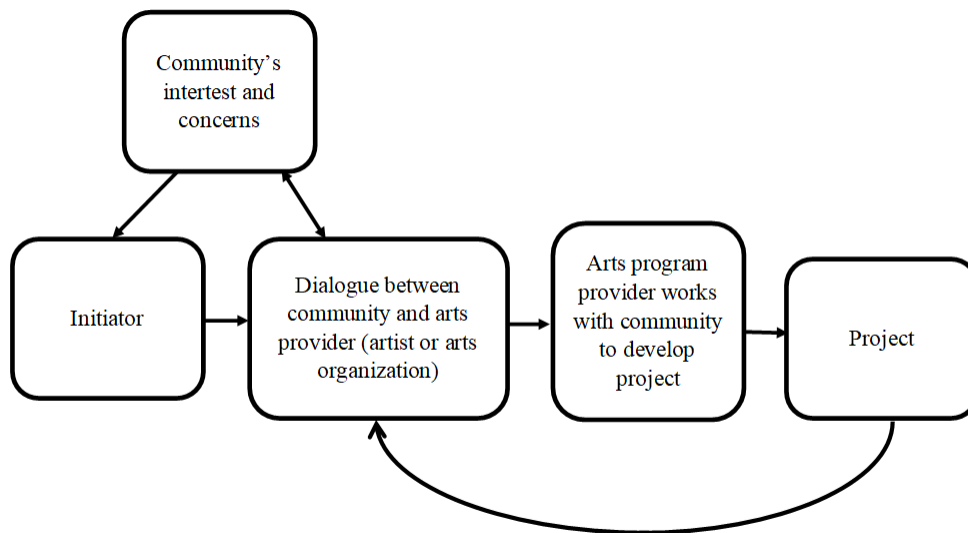 Community’s
intertest and
concerns
Initiator
Dialogue between
community and arts
provider (artist or arts
organization)
Arts program
provider works
with community
to develop
project
Project